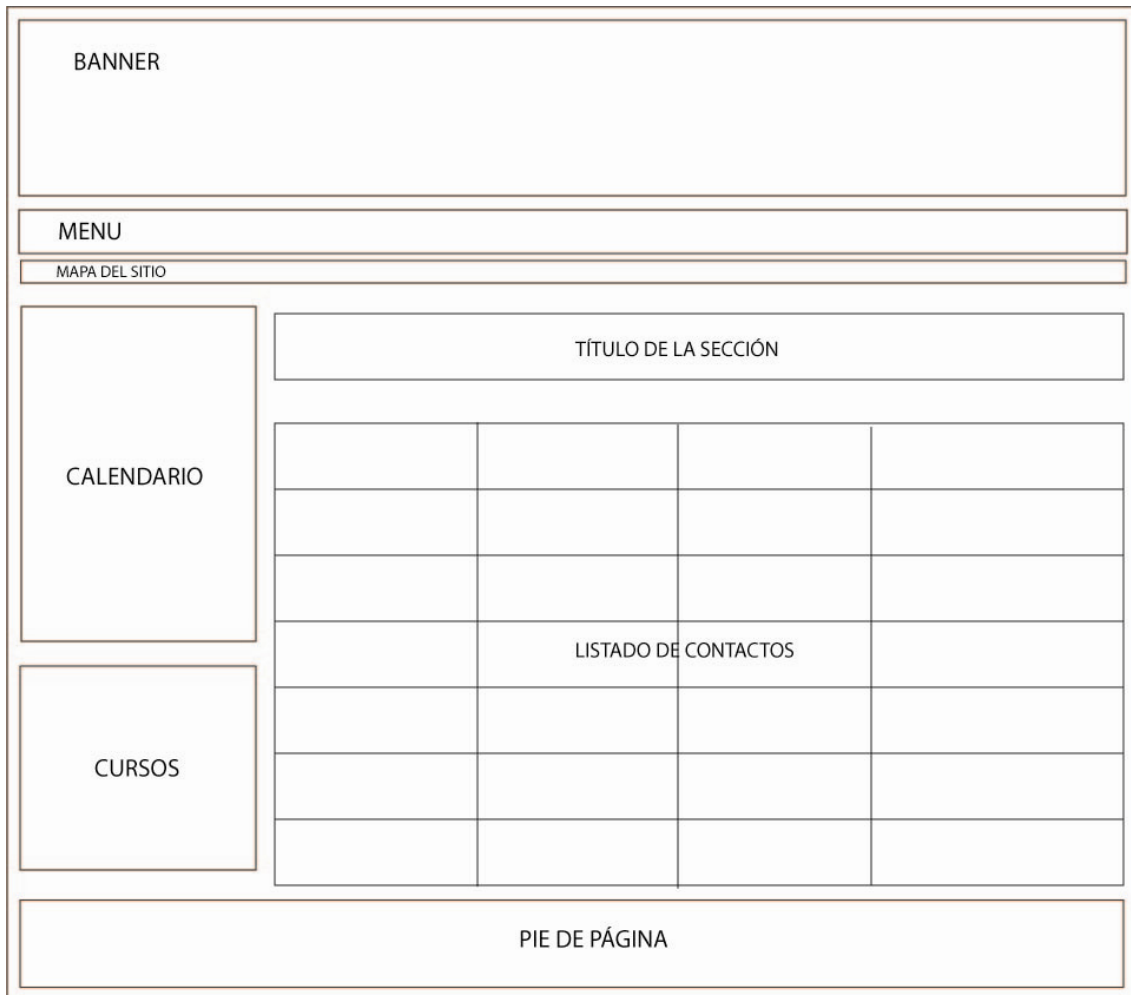 BANNER
MENU
MAPA DEL SITIO
TÍTULO DE LA SECCIÓN
CALENDARIO
LISTADO DE CONTACTOS
CURSOS
PIE DE PÁGINA